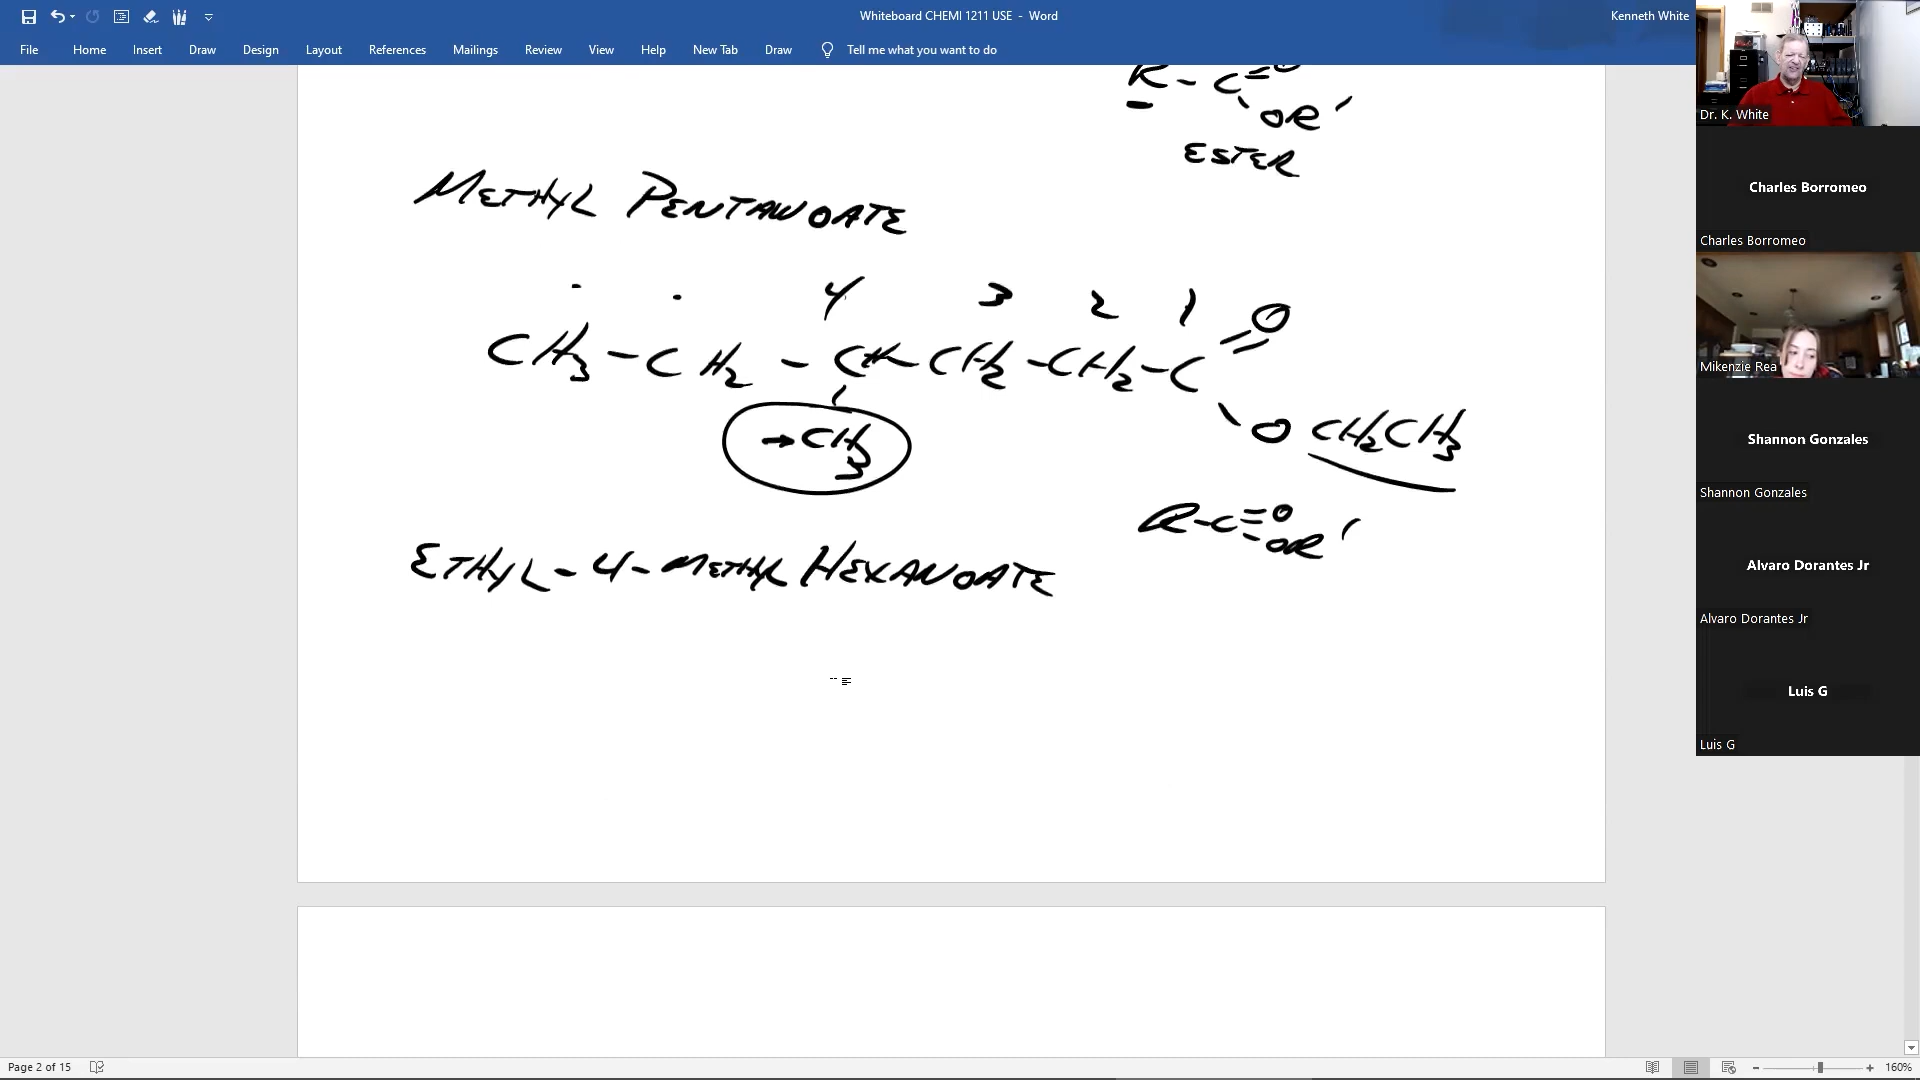 Whiteboard CHEMI 1211 USE - Word
Kenneth White
File Home Insert Draw Design Layout References Mailings Review View Help New Tab Draw Tell me what you want to do
R - C = O
OR'
ESTER
METHYL PENTANOATE
4 3 2 1
O
CH3 - CH2 - CH - CH2 - CH2 - C
→ CH3
O CH2CH3
R - C = O
- OR'
ETHYL - 4 - METHYL HEXANOATE
Dr. K. White
Charles Borromeo
Charles Borromeo
Mikenzie Rea
Shannon Gonzales
Shannon Gonzales
Alvaro Dorantes Jr
Alvaro Dorantes Jr
Luis G
Luis G
Page 2 of 15
160%